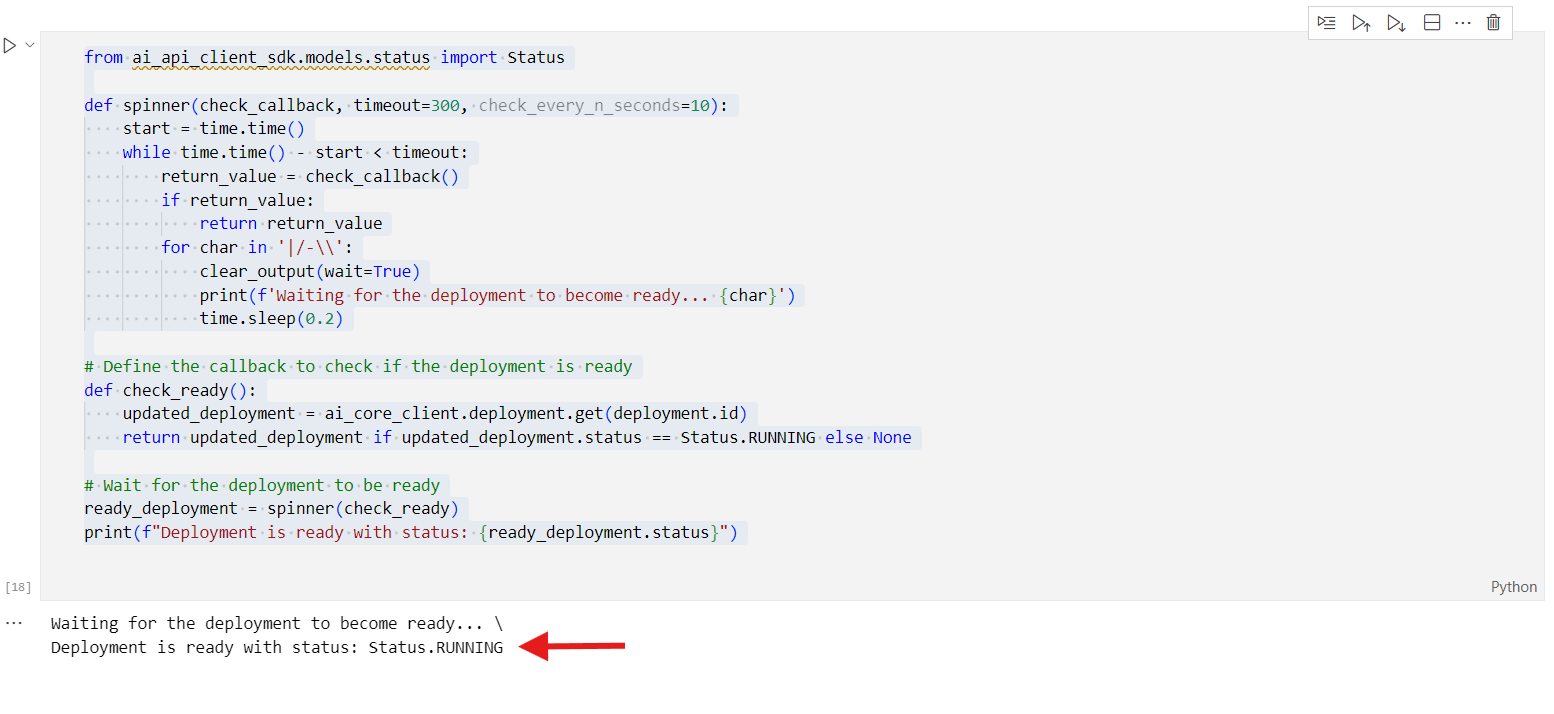 from ai_api_client_sdk.models.status import Status

def spinner(check_callback, timeout=300, check_every_n_seconds=10):
    start = time.time()
    while time.time() - start < timeout:
        return_value = check_callback()
        if return_value:
            return return_value
        for char in '|/-\\':
            clear_output(wait=True)
            print(f'Waiting for the deployment to become ready... {char}')
            time.sleep(0.2)

# Define the callback to check if the deployment is ready
def check_ready():
    updated_deployment = ai_core_client.deployment.get(deployment.id)
    return updated_deployment if updated_deployment.status == Status.RUNNING else None

# Wait for the deployment to be ready
ready_deployment = spinner(check_ready)
print(f"Deployment is ready with status: {ready_deployment.status}")
[18]
Python
Waiting for the deployment to become ready... \
Deployment is ready with status: Status.RUNNING